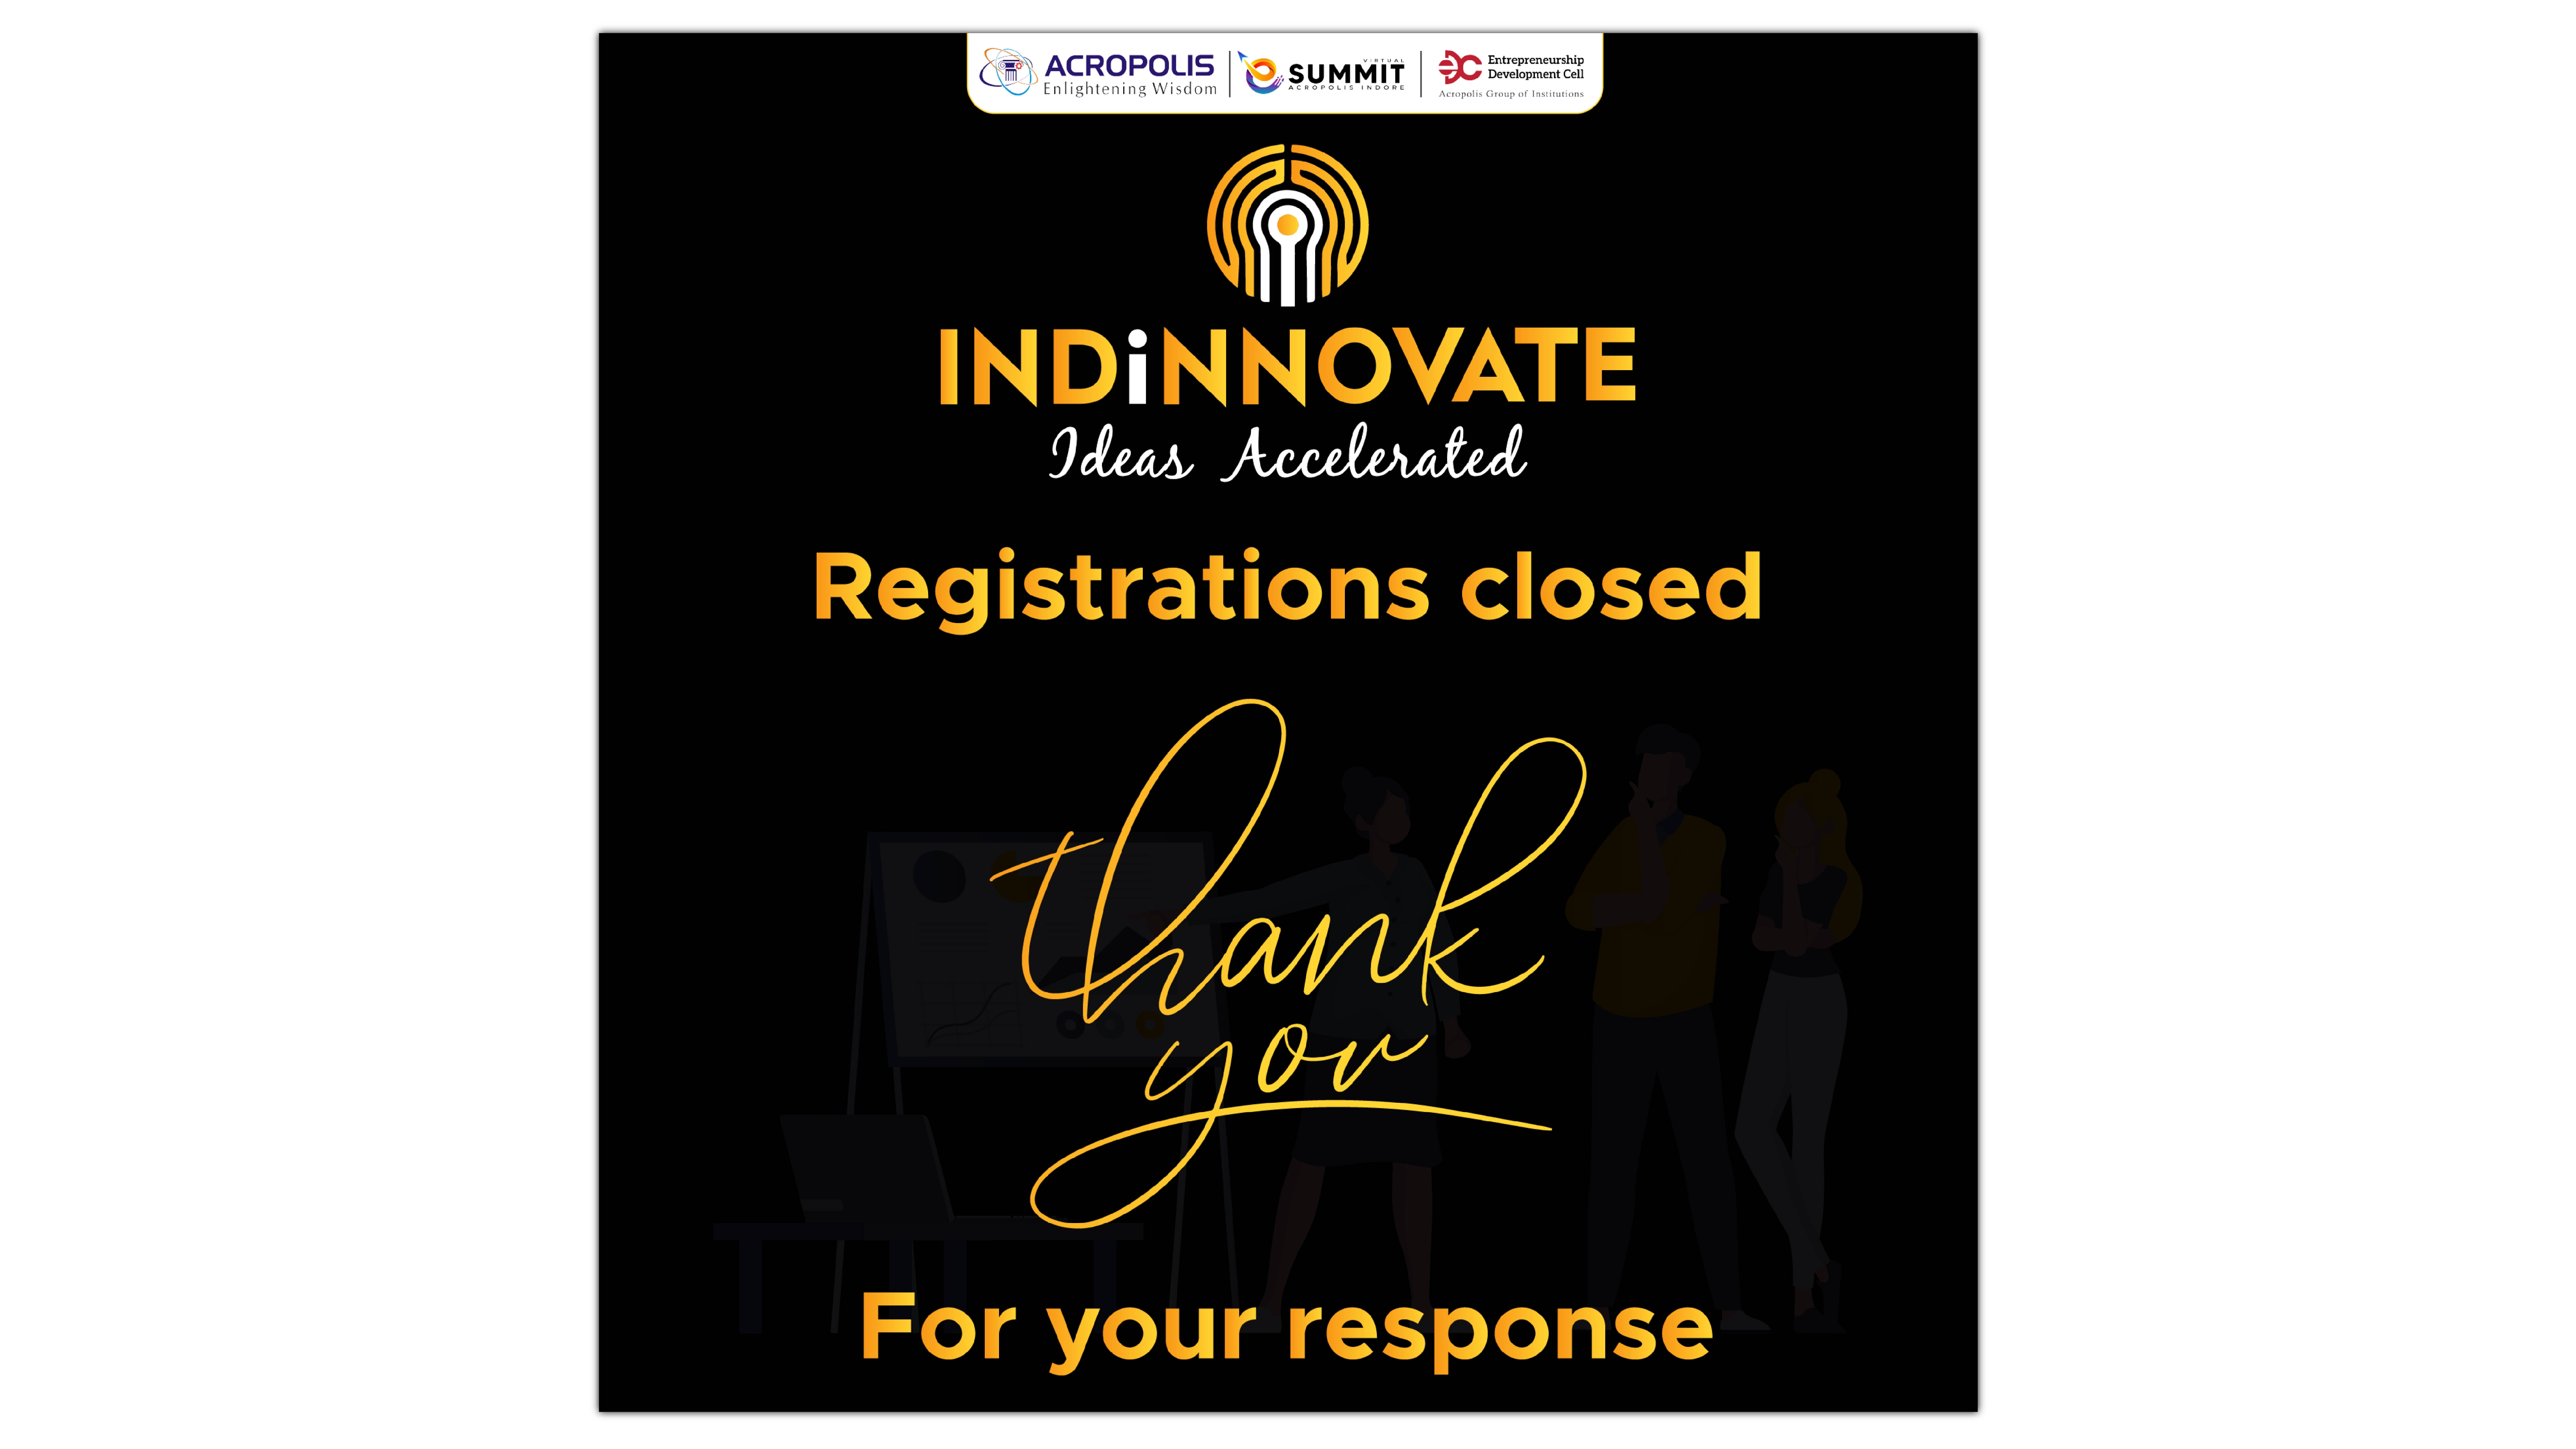 ACROPOLIS
Enlightening Wisdom
VIRTUAL
SUMMIT
ACROPOLIS INDORE
Entrepreneurship
Development Cell
Acropolis Group of Institutions
INDiNNOVATE
Ideas Accelerated
Registrations closed
thank
you
For your response